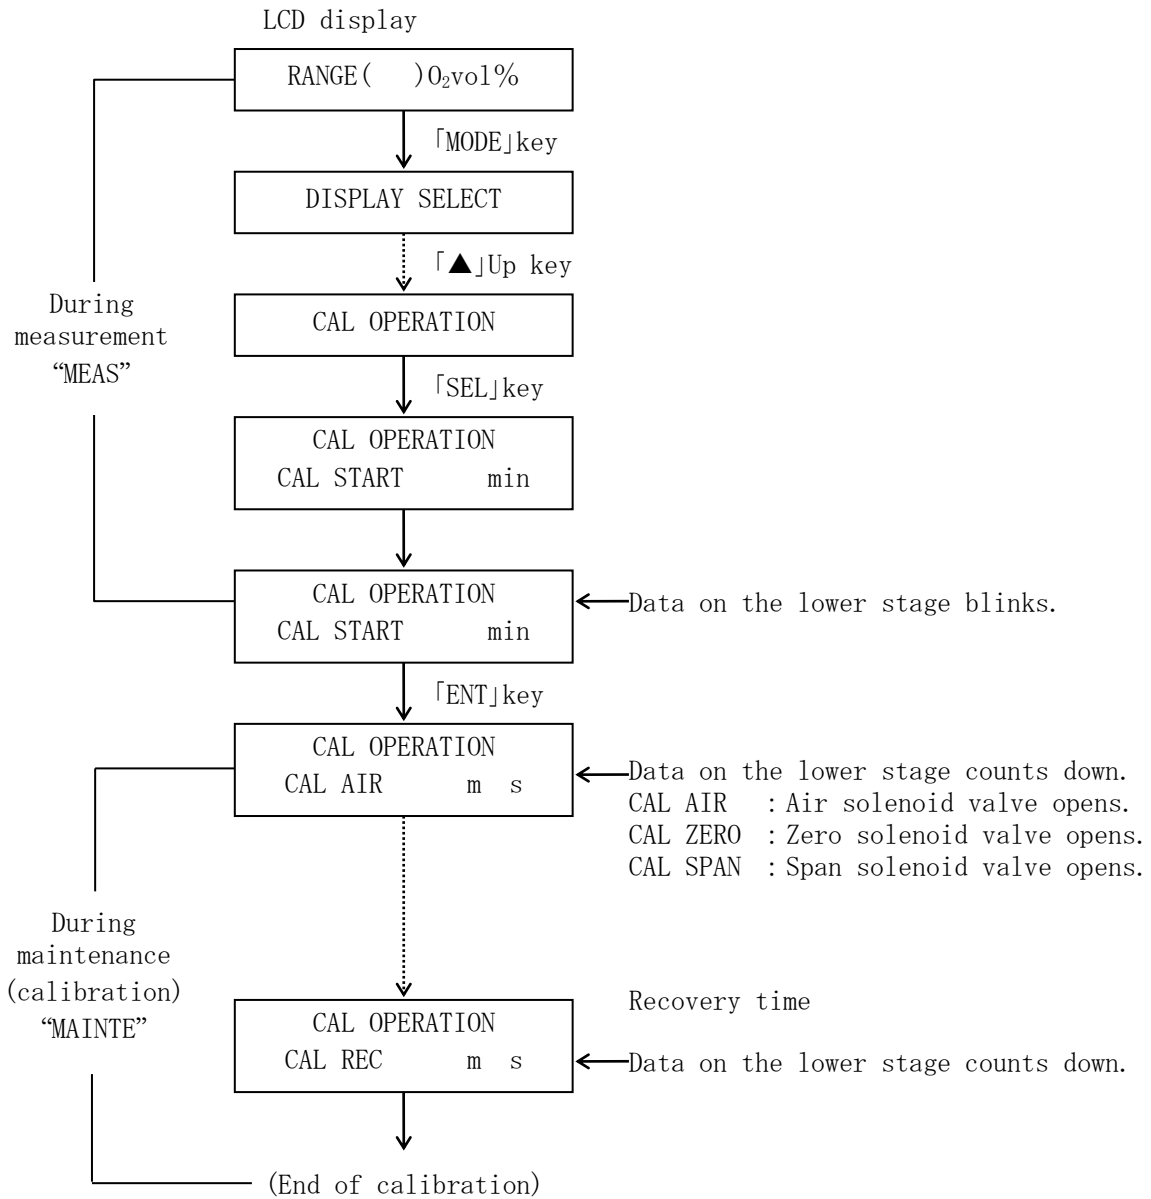 LCD display
RANGE(   )O₂vol%
「MODE」key
DISPLAY SELECT
「▲」Up key
CAL OPERATION
「SEL」key
CAL OPERATION
CAL START      min
CAL OPERATION
CAL START      min
Data on the lower stage blinks.
「ENT」key
During
measurement
“MEAS”
CAL OPERATION
CAL AIR      m  s
Data on the lower stage counts down.
CAL AIR  : Air solenoid valve opens.
CAL ZERO : Zero solenoid valve opens.
CAL SPAN : Span solenoid valve opens.
During
maintenance
(calibration)
“MAINTE”
Recovery time
CAL OPERATION
CAL REC      m  s
Data on the lower stage counts down.
(End of calibration)